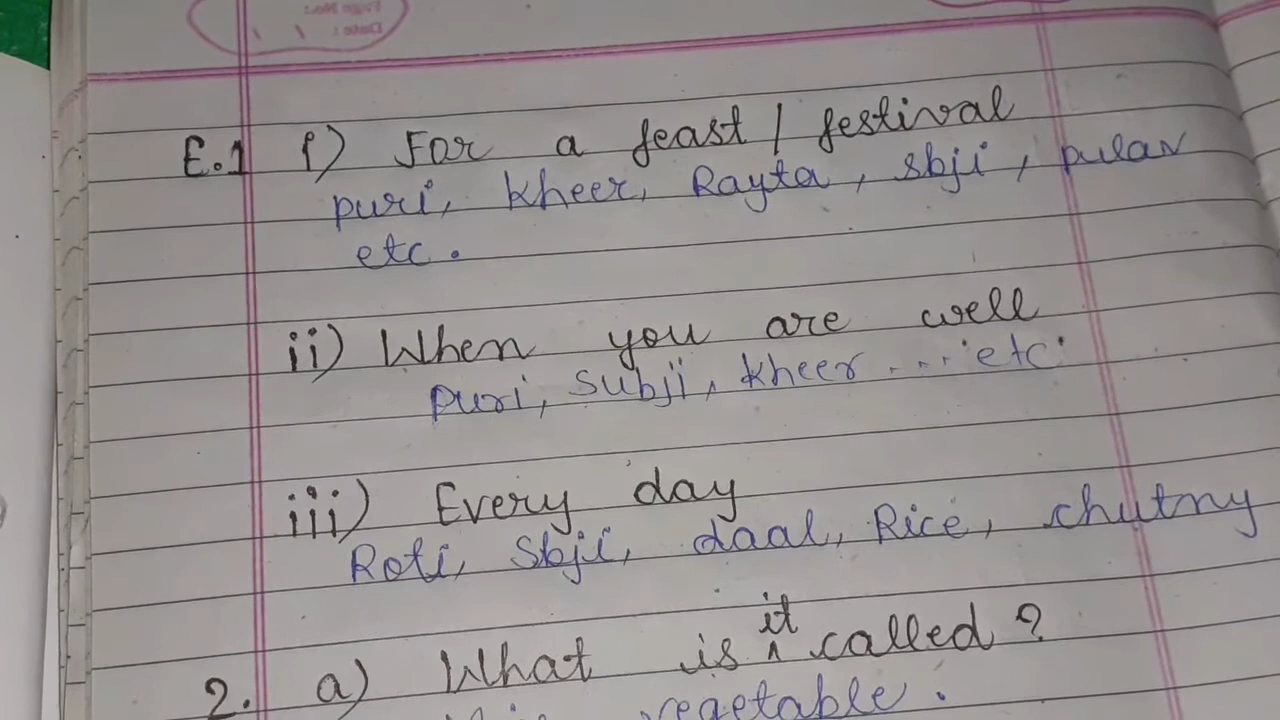 E.1 i) For a feast / festival
puri, kheer, Rayta, sbji, pulav
etc.
ii) When you are well
puri, subji, kheer ... etc.
iii) Every day
Roti, Sbji, daal, Rice, chutny
2. a) What is it called ?
vegetable.